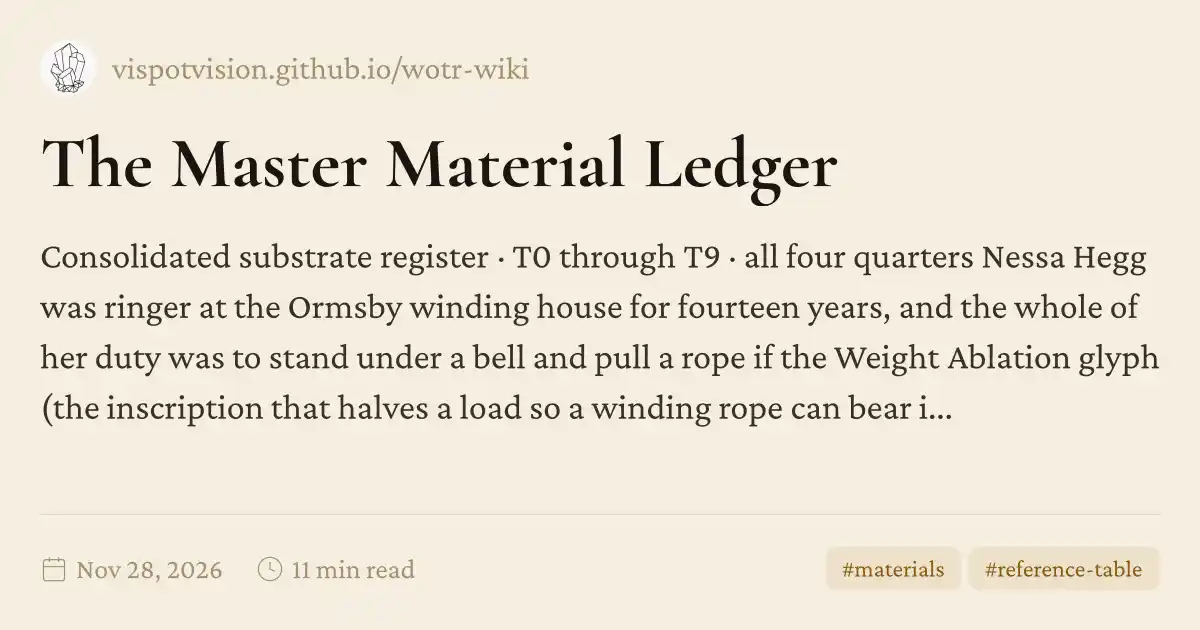 vispotvision.github.io/wotr-wiki
The Master Material Ledger
Consolidated substrate register · T0 through T9 · all four quarters Nessa Hegg
was ringer at the Ormsby winding house for fourteen years, and the whole of
her duty was to stand under a bell and pull a rope if the Weight Ablation glyph
(the inscription that halves a load so a winding rope can bear i...
Nov 28, 2026
11 min read
#materials
#reference-table